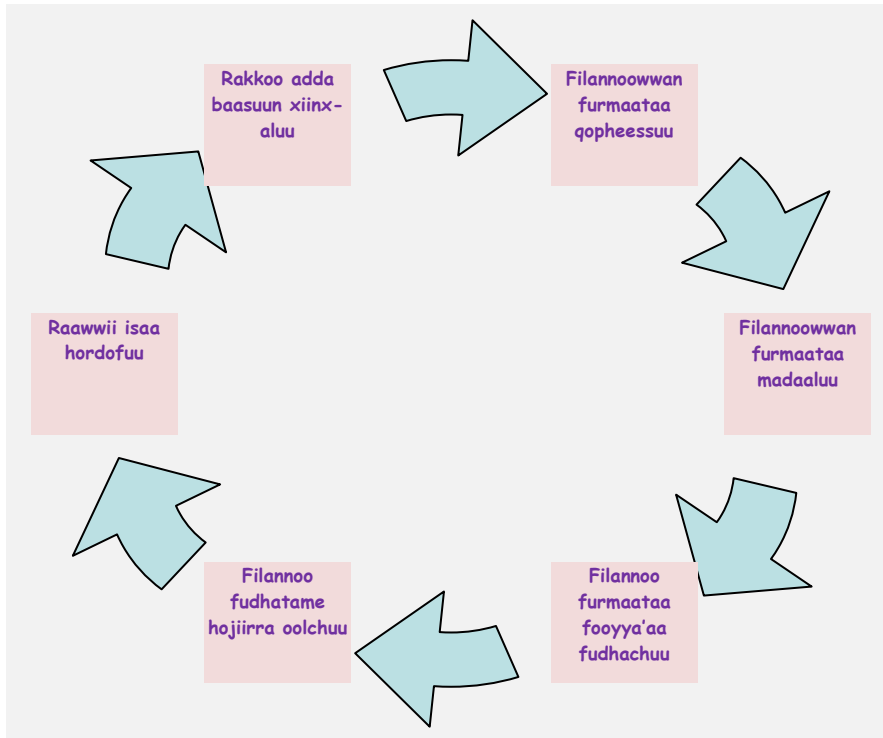 Rakkoo adda
baasuun xiinx-
aluu
Filannoowwan
furmaataa
qopheessuu
Filannoowwan
furmaataa
madaaluu
Filannoo
furmaataa
fooyya’aa
fudhachuu
Filannoo
fudhatame
hojiirra oolchuu
Raawwii isaa
hordofuu